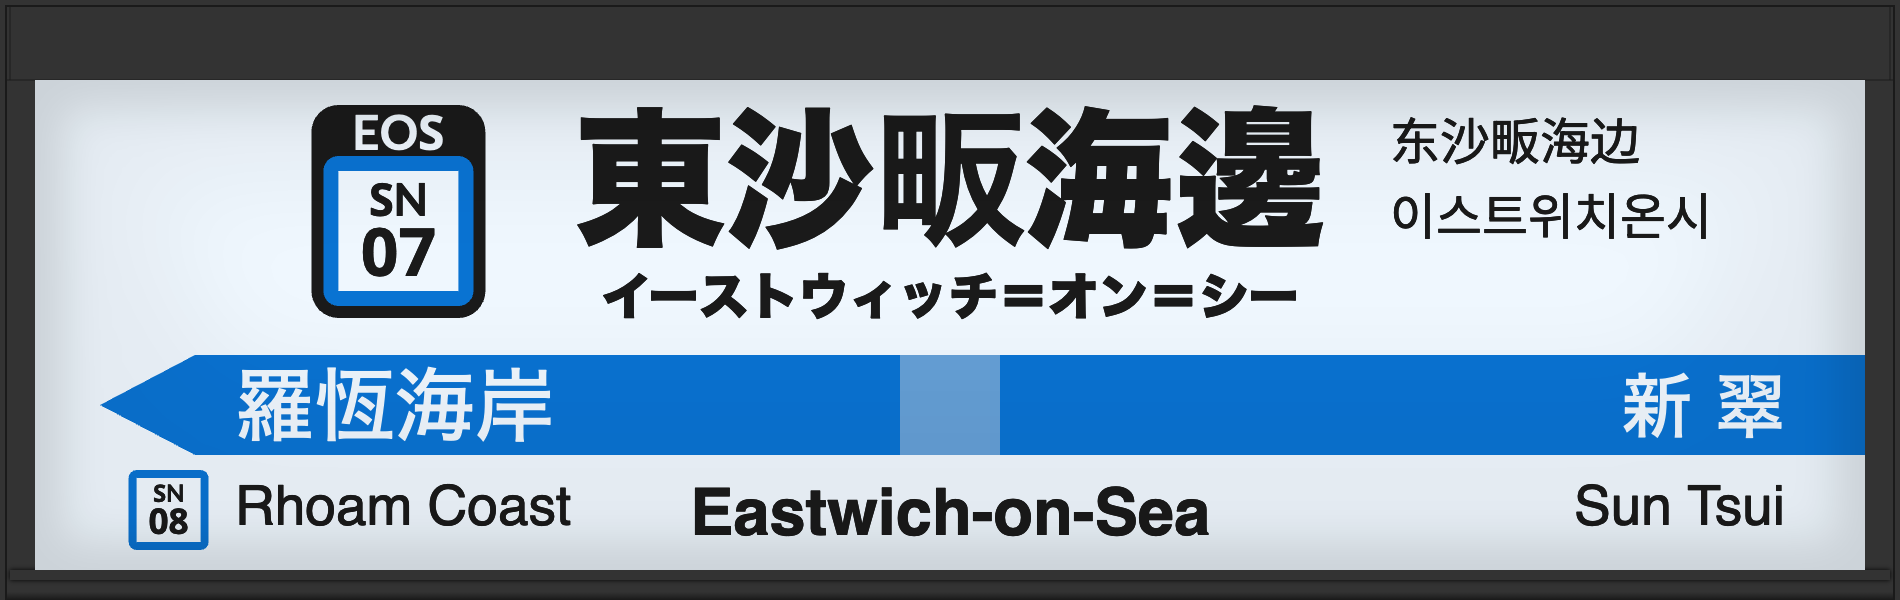 EOS
SN
07
東沙畈海邊
イーストウィッチ=オン=シー
东沙畈海边
이스트위치온시
羅恆海岸
新翠
SN
08
Rhoam Coast
Eastwich-on-Sea
Sun Tsui